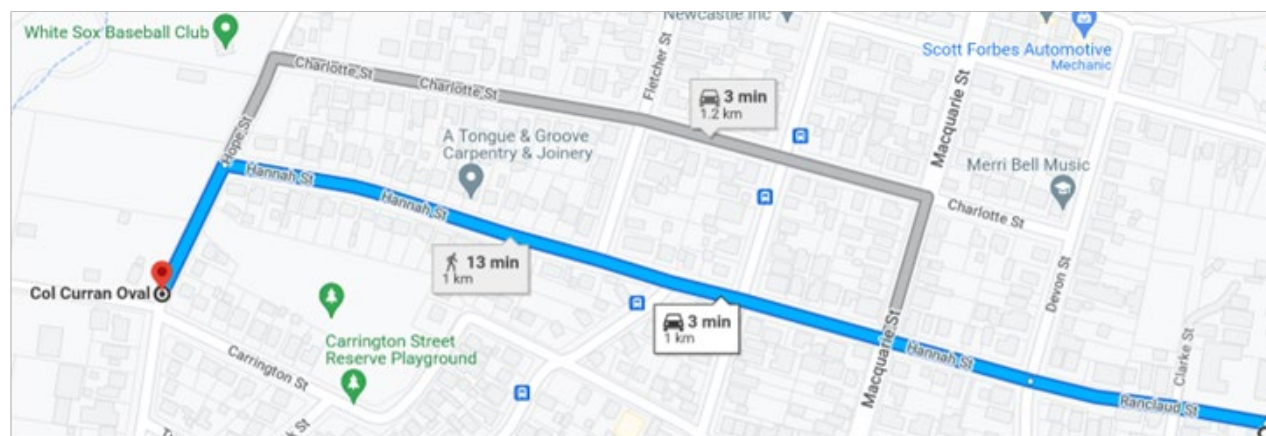 Newcastle Inc
White Sox Baseball Club
Scott Forbes Automotive
Mechanic
Charlotte St
Charlotte St
Fletcher St
3 min
1.2 km
Macquarie St
Hope St
A Tongue & Groove
Carpentry & Joinery
Merri Bell Music
Hannah St
Hannah St
Charlotte St
13 min
1 km
Col Curran Oval
3 min
1 km
Devon St
Carrington Street
Reserve Playground
Carrington St
Macquarie St
Hannah St
Clarke St
Ranclaud St